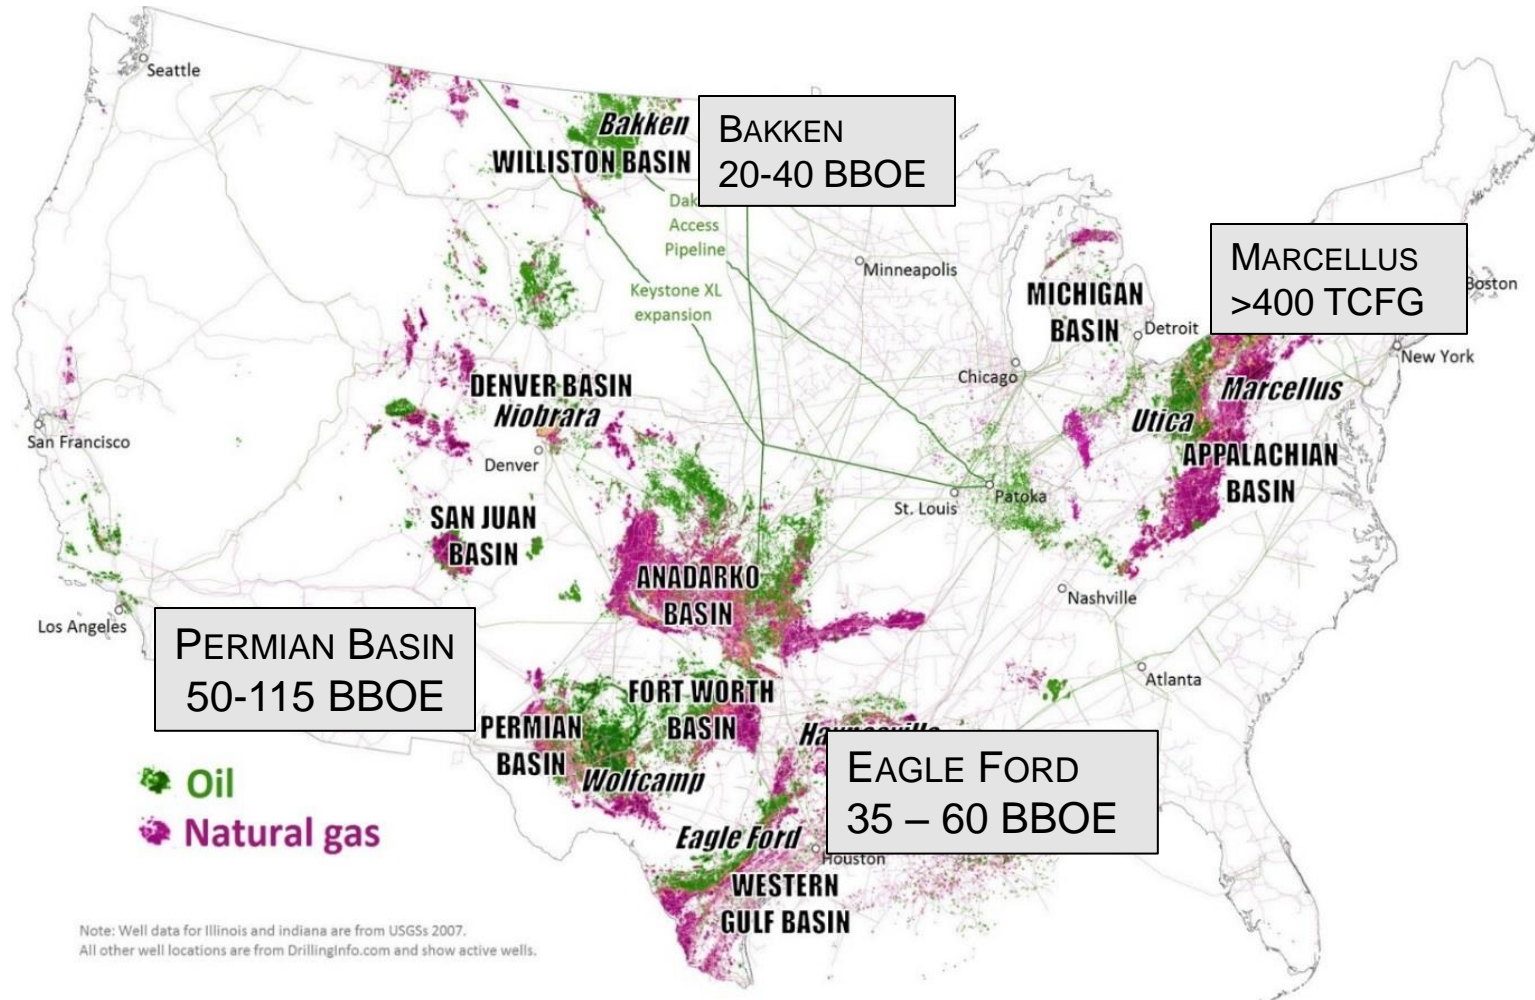 Seattle
Bakken
WILLISTON BASIN
BAKKEN
20-40 BBOE
Dak
Access
Pipeline
Keystone XL
expansion
Minneapolis
MICHIGAN
BASIN
Detroit
MARCELLUS
>400 TCFG
Boston
New York
Chicago
Marcellus
Utica
APPALACHIAN
BASIN
DENVER BASIN
Niobrara
Denver
San Francisco
St. Louis
Patoka
SAN JUAN
BASIN
ANADARKO
BASIN
Nashville
Los Angeles
Atlanta
PERMIAN BASIN
50-115 BBOE
FORT WORTH
BASIN
PERMIAN
BASIN
Wolfcamp
EAGLE FORD
35 – 60 BBOE
Eagle Ford
Houston
WESTERN
GULF BASIN
Oil
Natural gas
Note: Well data for Illinois and indiana are from USGSs 2007.
All other well locations are from DrillingInfo.com and show active wells.